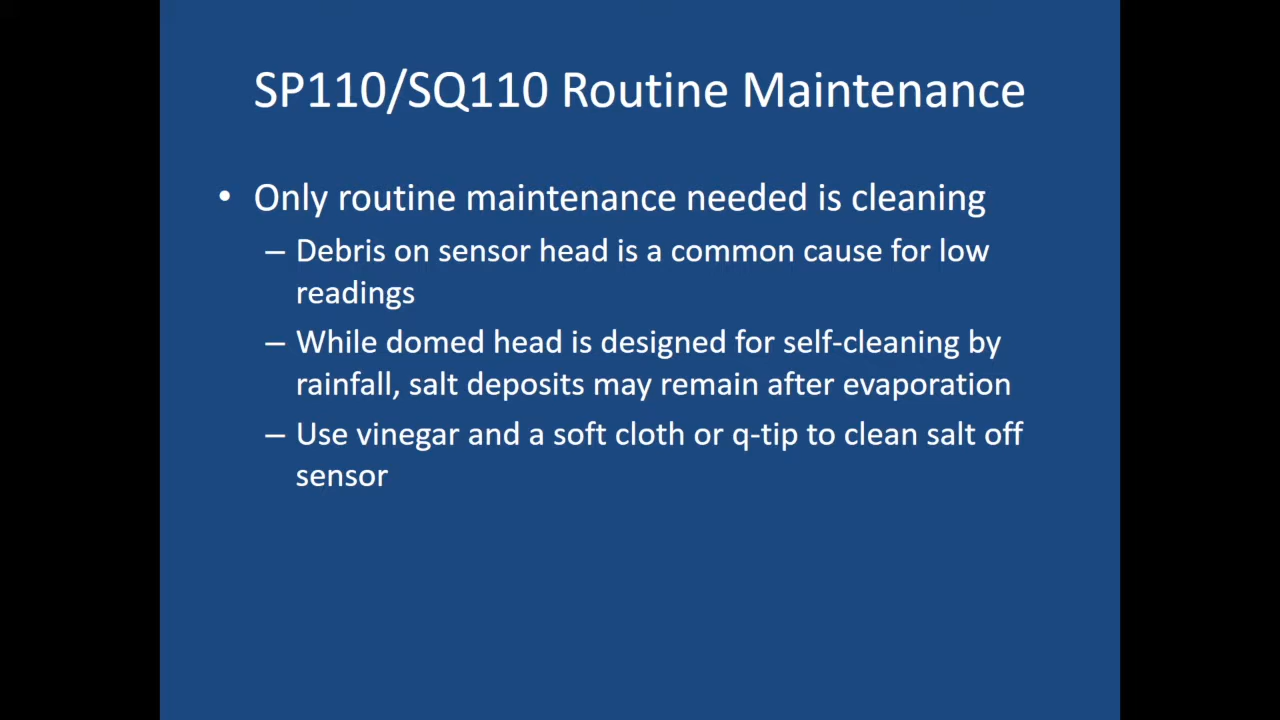 SP110/SQ110 Routine Maintenance
• Only routine maintenance needed is cleaning
– Debris on sensor head is a common cause for low
readings
– While domed head is designed for self-cleaning by
rainfall, salt deposits may remain after evaporation
– Use vinegar and a soft cloth or q-tip to clean salt off
sensor